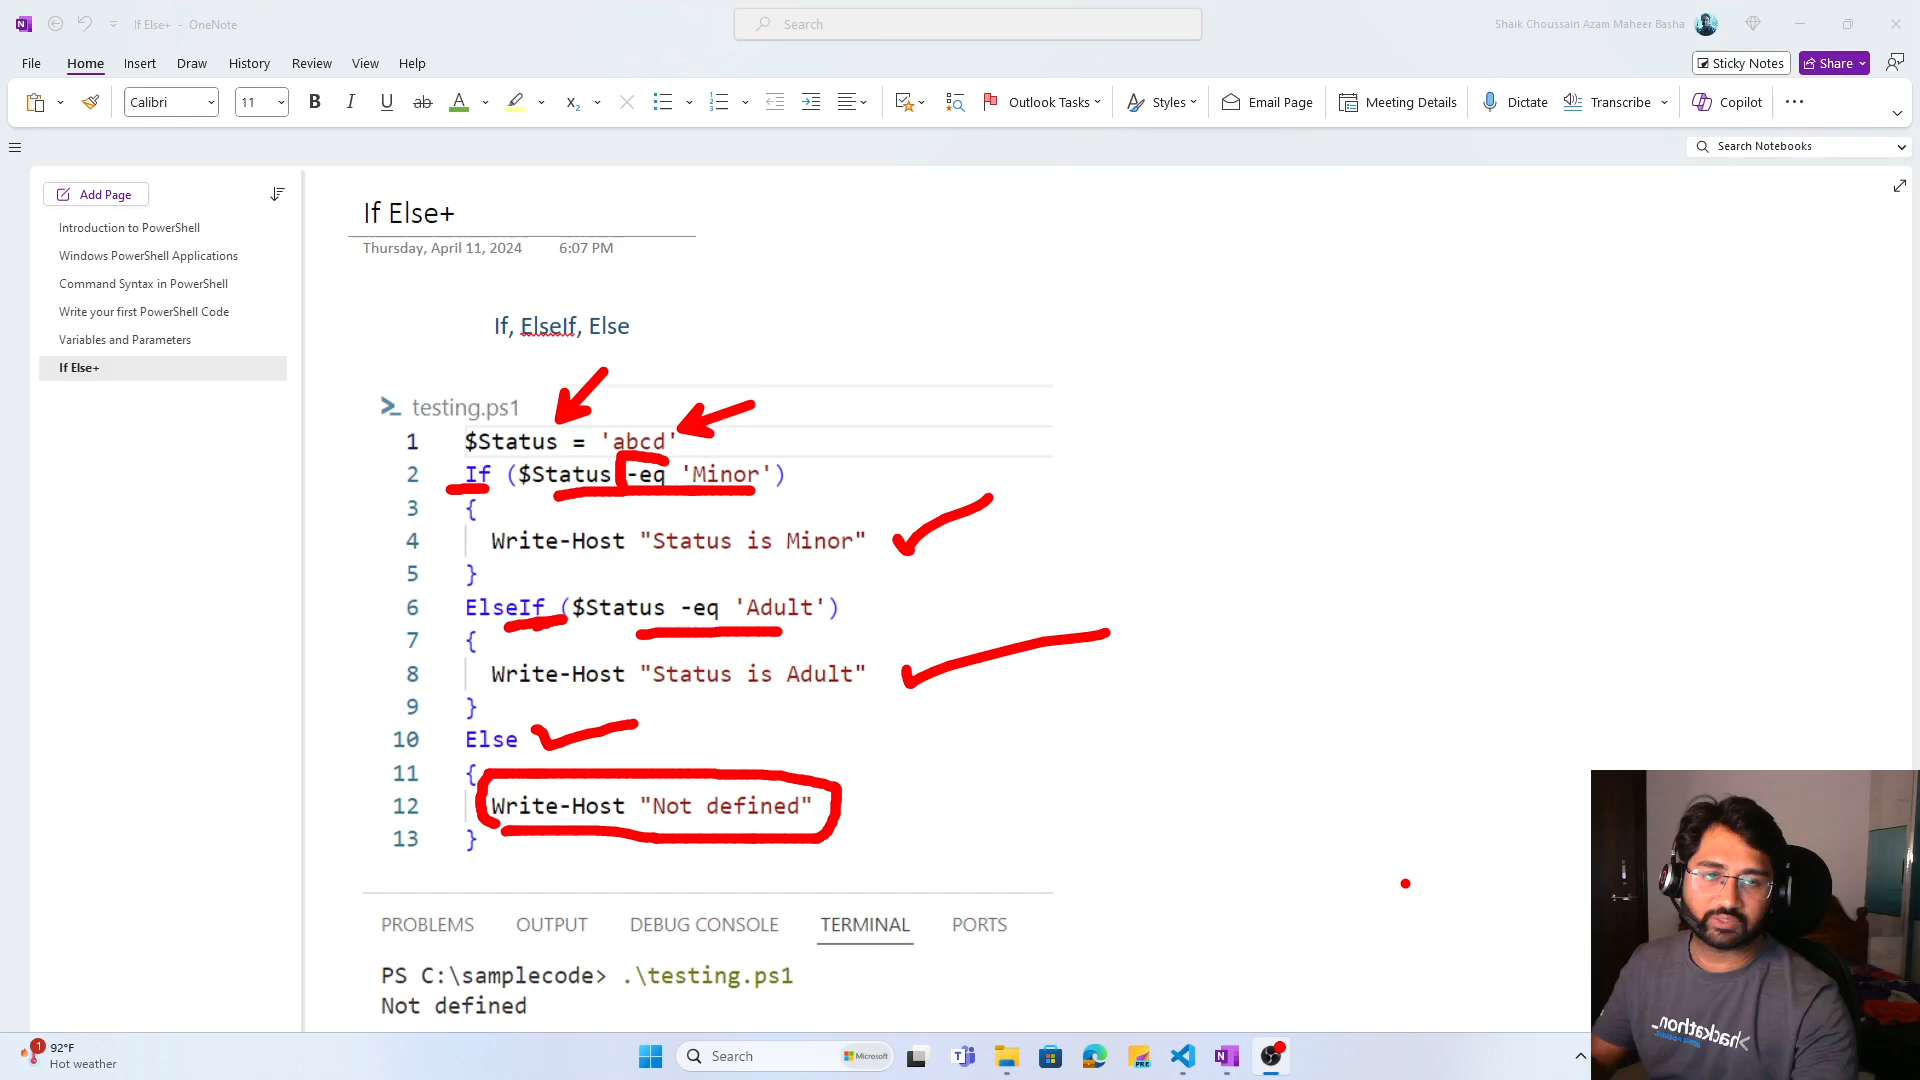 If Else+ - OneNote
Search
Shaik Choussain Azam Maheer Basha
File Home Insert Draw History Review View Help
Sticky Notes Share
Calibri 11 B I U ab A x₂ Outlook Tasks Styles Email Page Meeting Details Dictate Transcribe Copilot
Search Notebooks
Add Page
Introduction to PowerShell
Windows PowerShell Applications
Command Syntax in PowerShell
Write your first PowerShell Code
Variables and Parameters
If Else+
If Else+
Thursday, April 11, 2024 6:07 PM
If, ElseIf, Else
testing.ps1
1 $Status = 'abcd'
2 If ($Status -eq 'Minor')
3 {
4 Write-Host "Status is Minor"
5 }
6 ElseIf ($Status -eq 'Adult')
7 {
8 Write-Host "Status is Adult"
9 }
10 Else
11 {
12 Write-Host "Not defined"
13 }
PROBLEMS OUTPUT DEBUG CONSOLE TERMINAL PORTS
PS C:\samplecode> .\testing.ps1
Not defined
hackathon_
1
92°F
Hot weather
Search
Microsoft
PRE